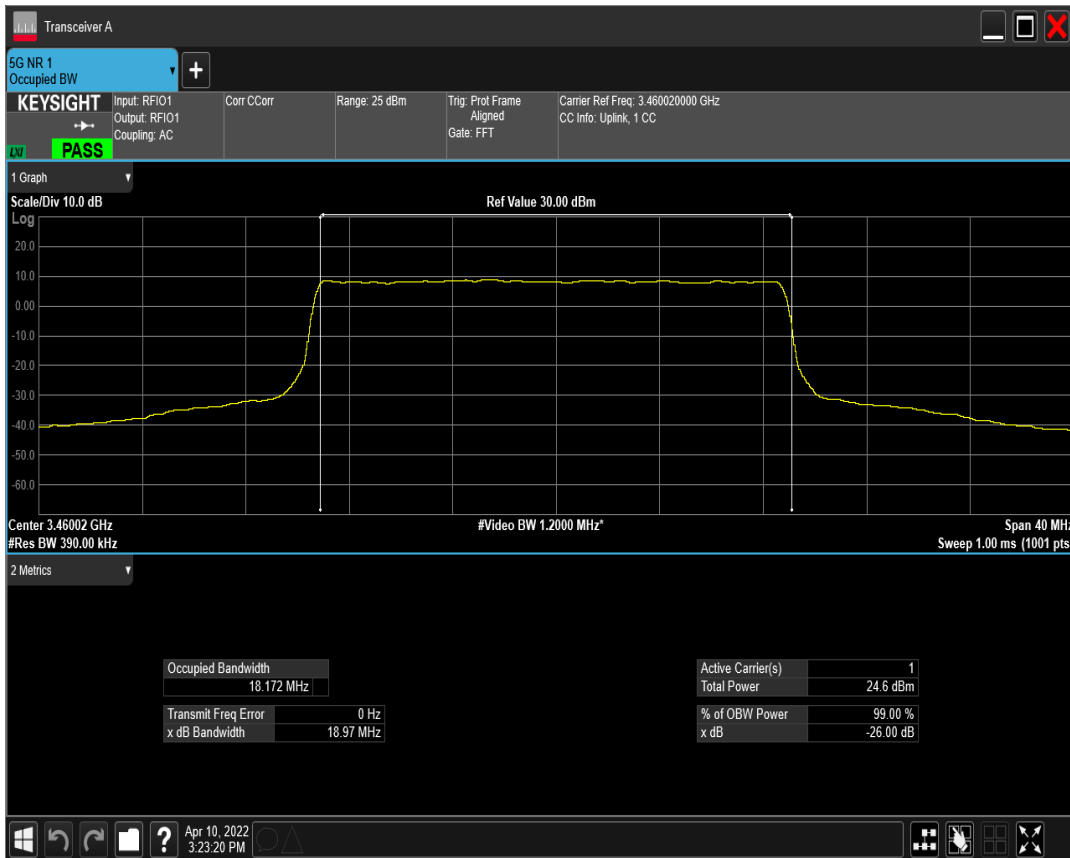 Transceiver A
5G NR 1
Occupied BW
KEYSIGHT
LXI
PASS
Input: RFIO1
Output: RFIO1
Coupling: AC
Corr CCorr
Range: 25 dBm
Trig: Prot Frame
Aligned
Gate: FFT
Carrier Ref Freq: 3.460020000 GHz
CC Info: Uplink, 1 CC
1 Graph
Scale/Div 10.0 dB
Ref Value 30.00 dBm
Log
20.0
10.0
0.00
-10.0
-20.0
-30.0
-40.0
-50.0
-60.0
Center 3.46002 GHz
#Video BW 1.2000 MHz*
Span 40 MHz
#Res BW 390.00 kHz
Sweep 1.00 ms (1001 pts
2 Metrics
Occupied Bandwidth
18.172 MHz
Transmit Freq Error 0 Hz
x dB Bandwidth 18.97 MHz
Active Carrier(s) 1
Total Power 24.6 dBm
% of OBW Power 99.00 %
x dB -26.00 dB
?
Apr 10, 2022
3:23:20 PM